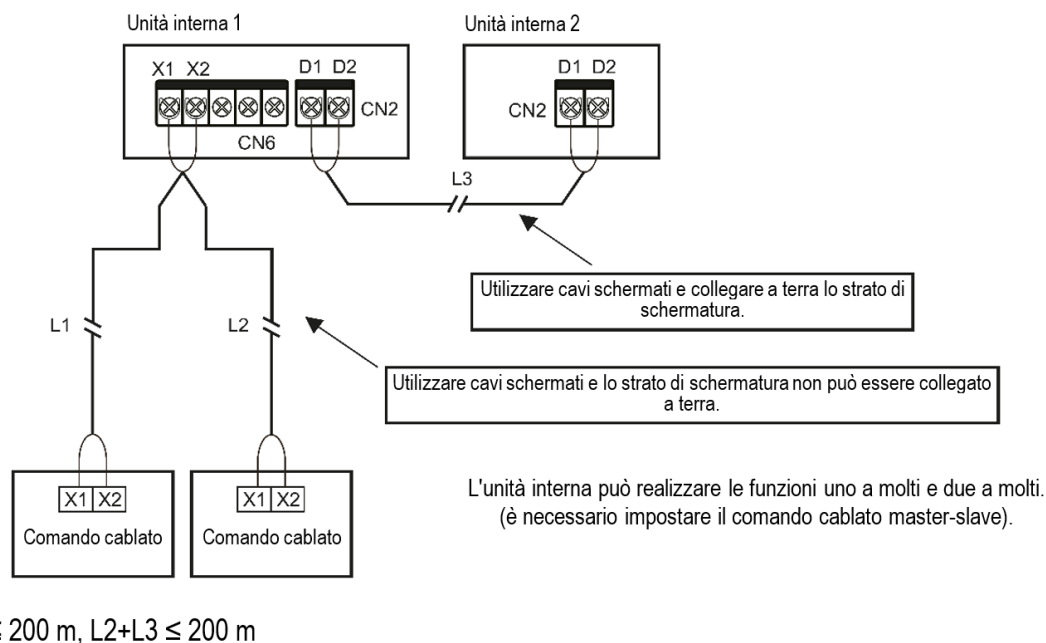 Unità interna 1
Unità interna 2
X1 X2
D1 D2
CN2
CN6
D1 D2
CN2
L3
Utilizzare cavi schermati e collegare a terra lo strato di
schermatura.
L1
L2
Utilizzare cavi schermati e lo strato di schermatura non può essere collegato
a terra.
X1 X2
Comando cablato
X1 X2
Comando cablato
L'unità interna può realizzare le funzioni uno a molti e due a molti.
(è necessario impostare il comando cablato master-slave).
200 m, L2+L3 ≤ 200 m